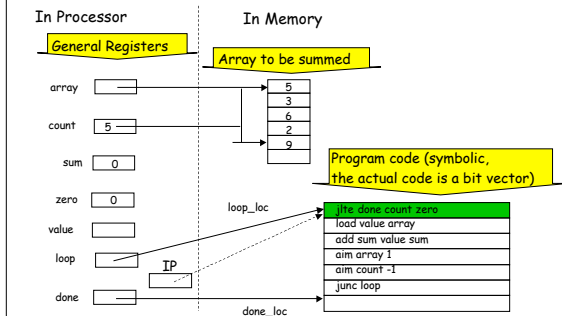 In Processor
In Memory
General Registers
Array to be summed
array
count
5
sum
0
zero
0
value
loop
IP
done
5
3
6
2
9
Program code (symbolic,
the actual code is a bit vector)
loop_loc
done_loc
jlte done count zero
load value array
add sum value sum
aim array 1
aim count -1
junc loop